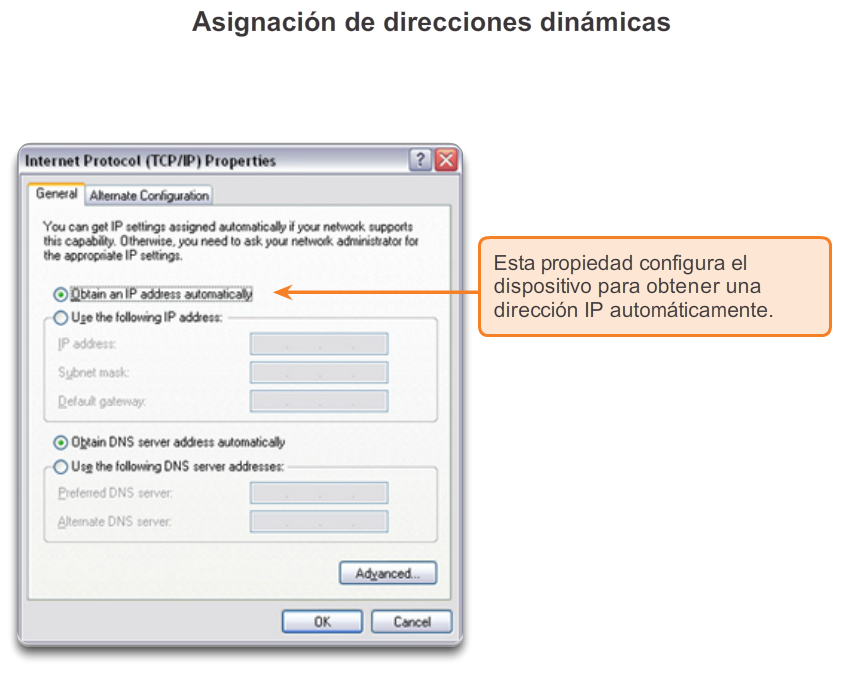 Asignación de direcciones dinámicas
Internet Protocol (TCP/IP) Properties
General
Alternate Configuration
You can get IP settings assigned automatically if your network supports
this capability. Otherwise, you need to ask your network administrator for
the appropriate IP settings.
Obtain an IP address automatically
Use the following IP address:
IP address:
Subnet mask:
Default gateway:
Obtain DNS server address automatically
Use the following DNS server addresses:
Preferred DNS server:
Alternate DNS server:
Advanced...
OK
Cancel
Esta propiedad configura el
dispositivo para obtener una
dirección IP automáticamente.